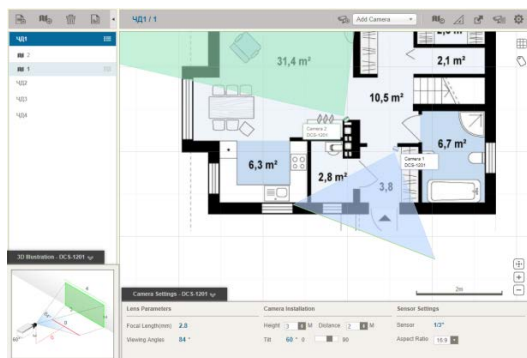 ЧД1 / 1
Add Camera
ЧД1
2
1
ЧД2
ЧД3
ЧД4
31,4 m²
2,1 m²
10,5 m²
Camera 2
DCS-1201
6,7 m²
Camera 1
DCS-1201
6,3 m²
2,8 m²
3,8
2m
3D Illustration - DCS-1201
Camera Settings - DCS-1201
Lens Parameters
Focal Length(mm) 2.8
Viewing Angles 84 °
Camera Installation
Height 3 M Distance 2 M
Tilt 60 ° 0 90
Sensor Settings
Sensor 1/3"
Aspect Ratio 16:9